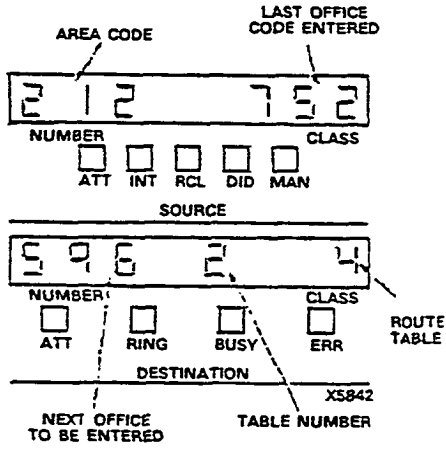 AREA CODE
LAST OFFICE
CODE ENTERED
2 1 2 7 5 2
NUMBER CLASS
ATT INT RCL DID MAN
SOURCE
5 9 6 2 4
NUMBER CLASS
ROUTE
TABLE
ATT RING BUSY ERR
DESTINATION
X5842
NEXT OFFICE
TO BE ENTERED
TABLE NUMBER